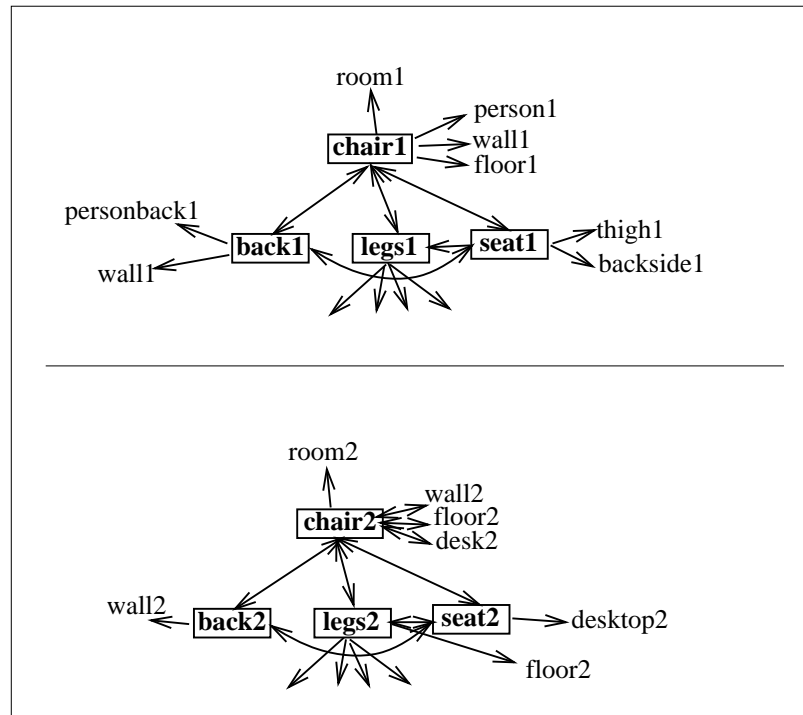 room1
person1
chair1
wall1
floor1
personback1
back1
legs1
seat1
thigh1
wall1
backside1
room2
wall2
chair2
floor2
desk2
wall2
back2
legs2
seat2
desktop2
floor2